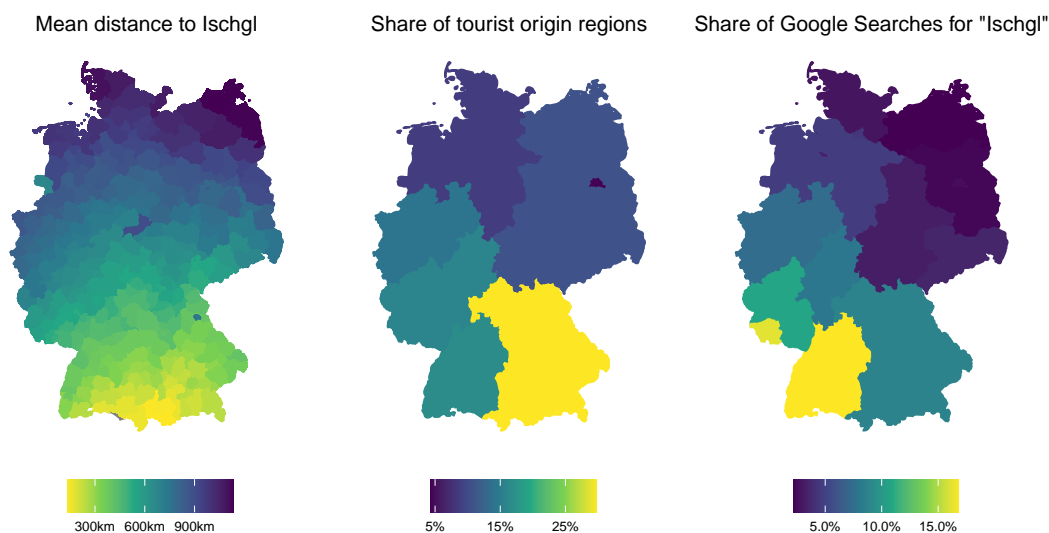 Mean distance to Ischgl
Share of tourist origin regions
Share of Google Searches for "Ischgl"
300km 600km 900km
5% 15% 25%
5.0% 10.0% 15.0%